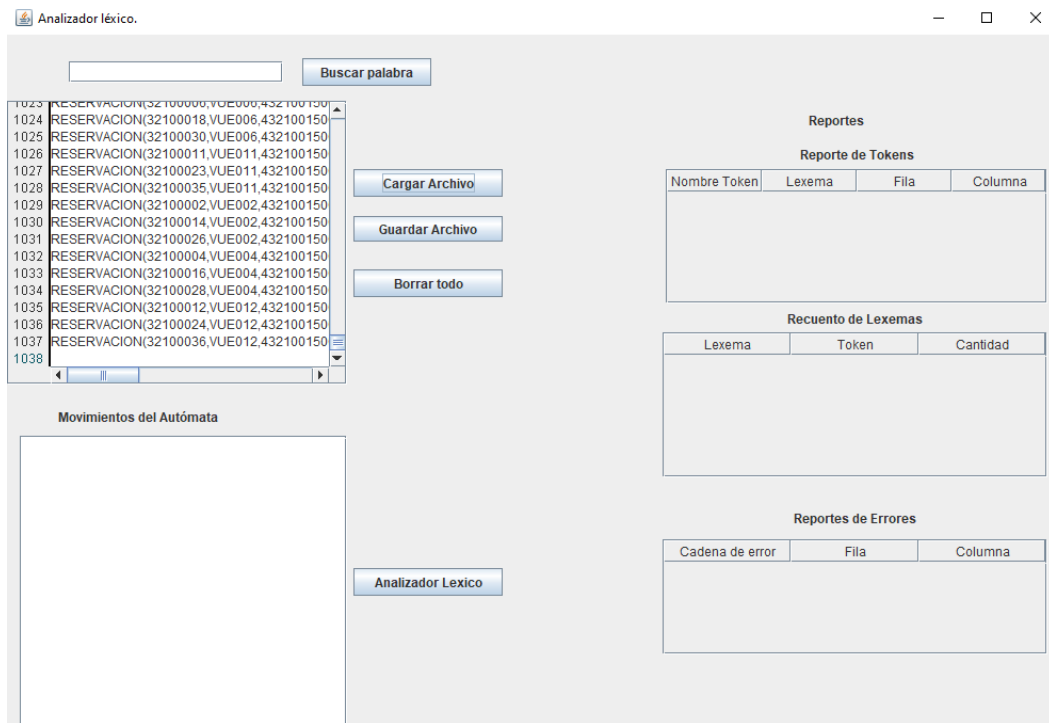 Analizador léxico.
Buscar palabra
1023 RESERVACION(32100006,VUE006,432100150
1024 RESERVACION(32100018,VUE006,432100150
1025 RESERVACION(32100030,VUE006,432100150
1026 RESERVACION(32100011,VUE011,432100150
1027 RESERVACION(32100023,VUE011,432100150
1028 RESERVACION(32100035,VUE011,432100150
1029 RESERVACION(32100002,VUE002,432100150
1030 RESERVACION(32100014,VUE002,432100150
1031 RESERVACION(32100026,VUE002,432100150
1032 RESERVACION(32100004,VUE004,432100150
1033 RESERVACION(32100016,VUE004,432100150
1034 RESERVACION(32100028,VUE004,432100150
1035 RESERVACION(32100012,VUE012,432100150
1036 RESERVACION(32100024,VUE012,432100150
1037 RESERVACION(32100036,VUE012,432100150
1038
Cargar Archivo
Guardar Archivo
Borrar todo
Movimientos del Autómata
Analizador Lexico
Reportes
Reporte de Tokens
Nombre Token Lexema Fila Columna
Recuento de Lexemas
Lexema Token Cantidad
Reportes de Errores
Cadena de error Fila Columna